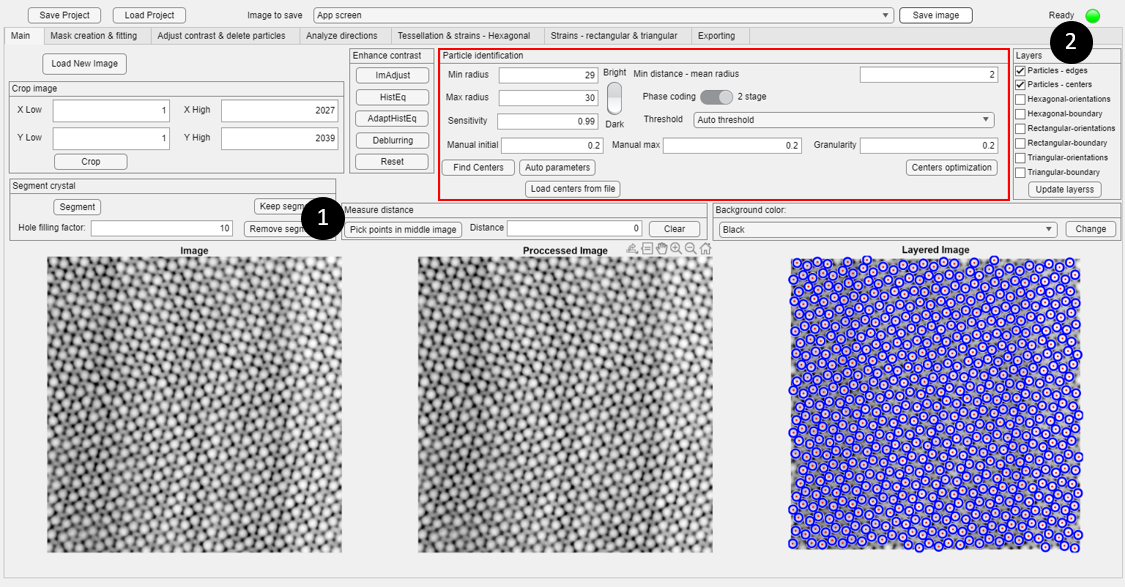 Save Project Load Project Image to save App screen Save image Ready
2
Main Mask creation & fitting Adjust contrast & delete particles Analyze directions Tessellation & strains - Hexagonal Strains - rectangular & triangular Exporting
Load New Image
Crop image
X Low 1 X High 2027
Y Low 1 Y High 2039
Crop
Enhance contrast
ImAdjust
HistEq
AdaptHistEq
Deblurring
Reset
Particle identification
Min radius 29 Bright Min distance - mean radius 2
Max radius 30 Phase coding 2 stage
Sensitivity 0.99 Dark Threshold Auto threshold
Manual initial 0.2 Manual max 0.2 Granularity 0.2
Find Centers Auto parameters Centers optimization
Load centers from file
Layers
Particles - edges
Particles - centers
Hexagonal-orientations
Hexagonal-boundary
Rectangular-orientations
Rectangular-boundary
Triangular-orientations
Triangular-boundary
Update layerss
Segment crystal
Segment Keep
Hole filling factor: 10 Remove
1
Measure distance
Pick points in middle image Distance 0 Clear
Background color:
Black Change
Image Proccessed Image Layered Image